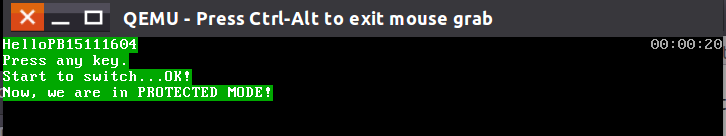 QEMU - Press Ctrl-Alt to exit mouse grab
HelloPB15111604 00:00:20
Press any key.
Start to switch...OK!
Now, we are in PROTECTED MODE!